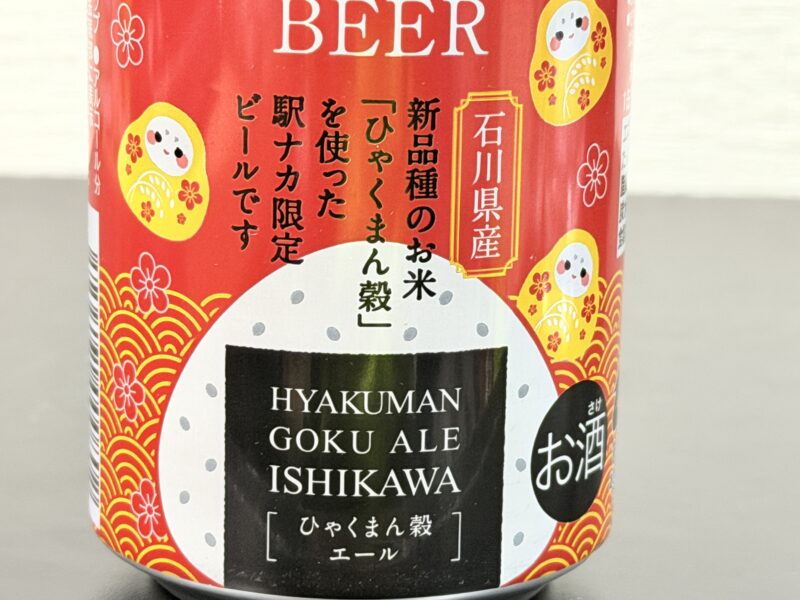 BEER
石川県産
新品種のお米
「ひゃくまん穀」
を使った
駅ナカ限定
ビールです
HYAKUMAN
GOKU ALE
ISHIKAWA
ひゃくまん穀
エール
さけ
お酒